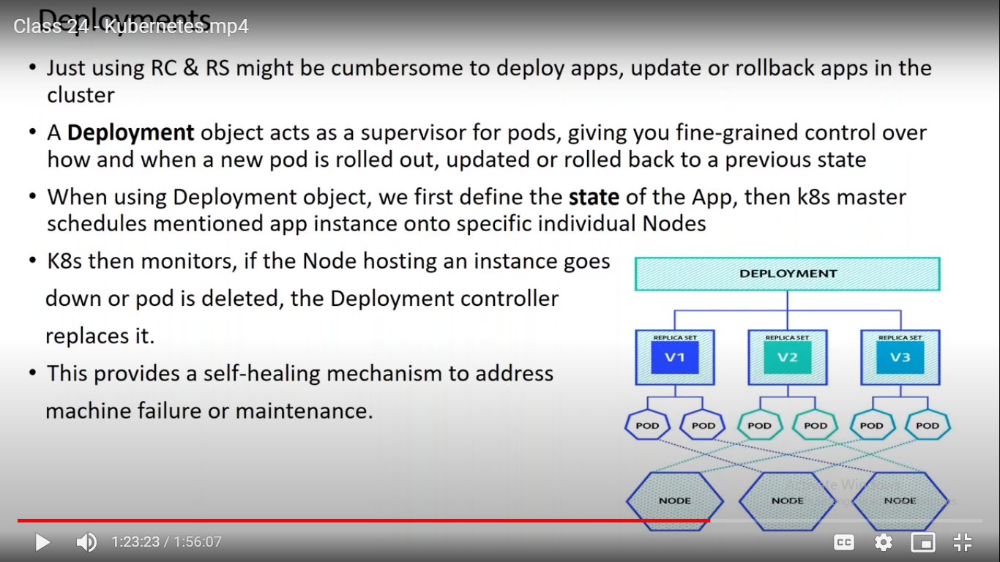 Deployments
Class 24 - Kubernetes.mp4
• Just using RC & RS might be cumbersome to deploy apps, update or rollback apps in the
cluster
• A Deployment object acts as a supervisor for pods, giving you fine-grained control over
how and when a new pod is rolled out, updated or rolled back to a previous state
• When using Deployment object, we first define the state of the App, then k8s master
schedules mentioned app instance onto specific individual Nodes
• K8s then monitors, if the Node hosting an instance goes
down or pod is deleted, the Deployment controller
replaces it.
• This provides a self-healing mechanism to address
machine failure or maintenance.
DEPLOYMENT
REPLICA SET REPLICA SET REPLICA SET
V1 V2 V3
POD POD POD POD POD POD
Activate Windows
NODE NODE NODE
1:23:23 / 1:56:07
CC